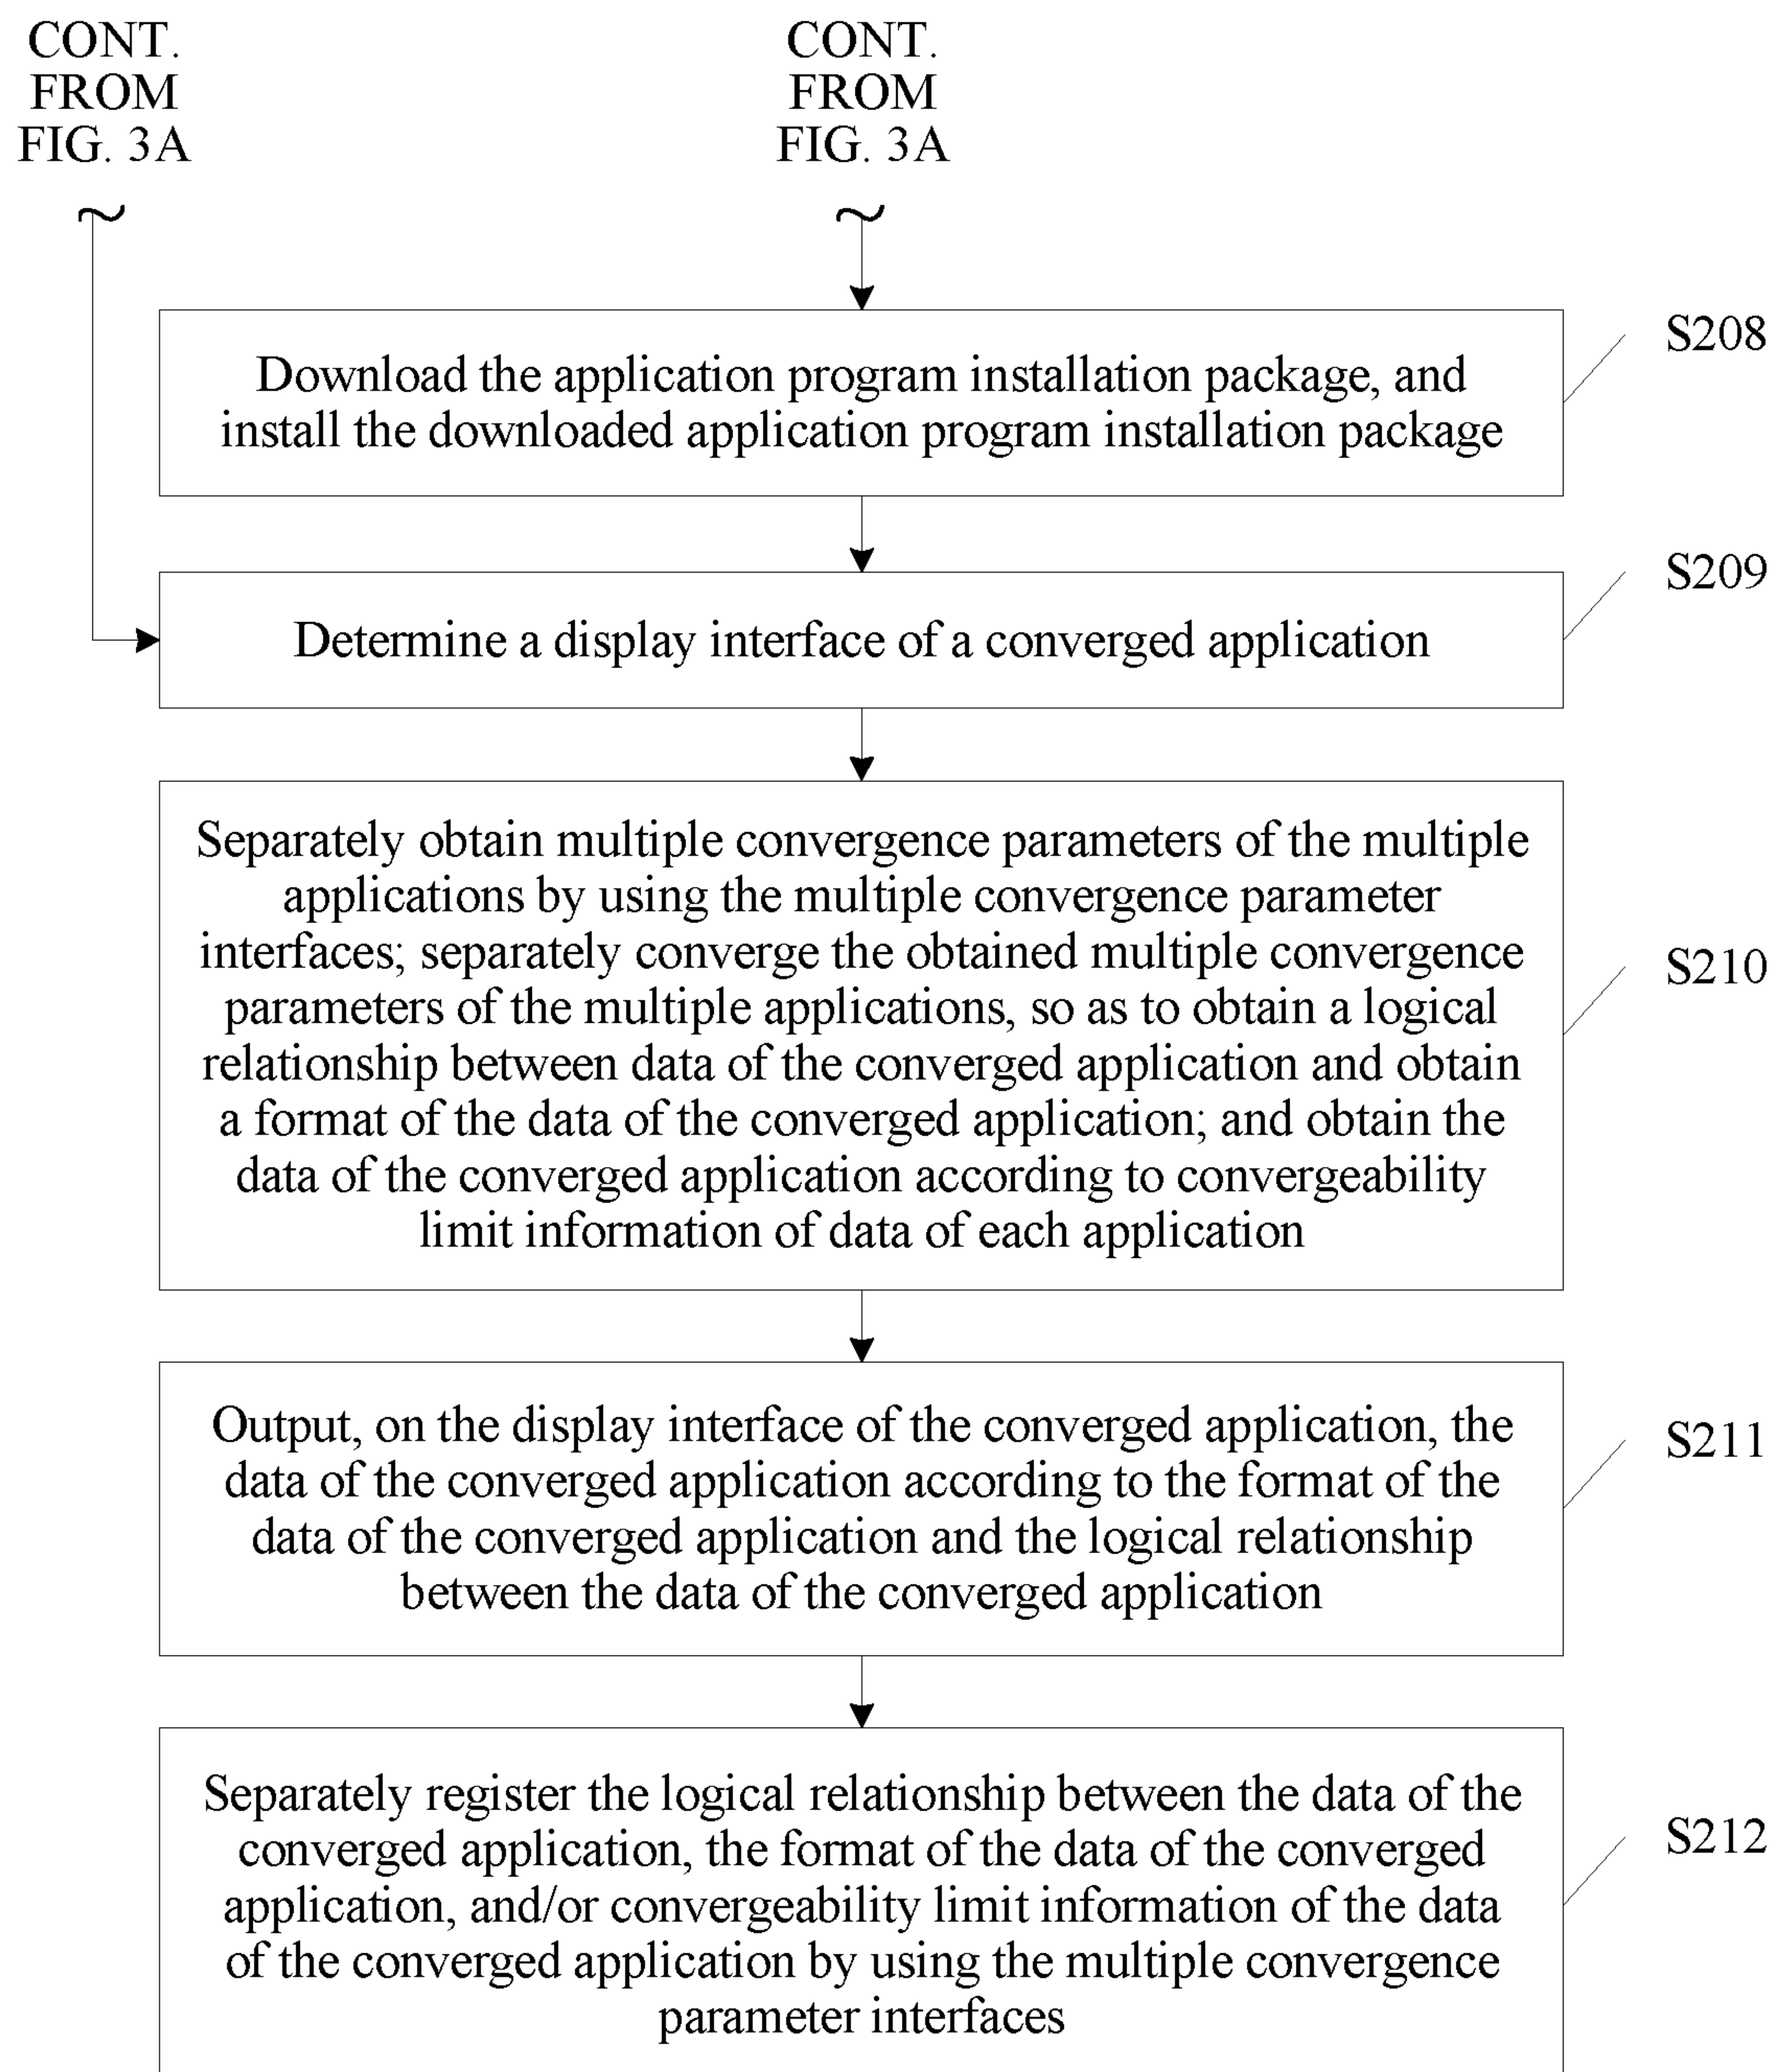 CONT.
FROM
FIG. 3A
CONT.
FROM
FIG. 3A
Download the application program installation package, and
install the downloaded application program installation package
S208
Determine a display interface of a converged application
S209
Separately obtain multiple convergence parameters of the multiple
applications by using the multiple convergence parameter
interfaces; separately converge the obtained multiple convergence
parameters of the multiple applications, so as to obtain a logical
relationship between data of the converged application and obtain
a format of the data of the converged application; and obtain the
data of the converged application according to convergeability
limit information of data of each application
S210
Output, on the display interface of the converged application, the
data of the converged application according to the format of the
data of the converged application and the logical relationship
between the data of the converged application
S211
Separately register the logical relationship between the data of the
converged application, the format of the data of the converged
application, and/or convergeability limit information of the data
of the converged application by using the multiple convergence
parameter interfaces
S212